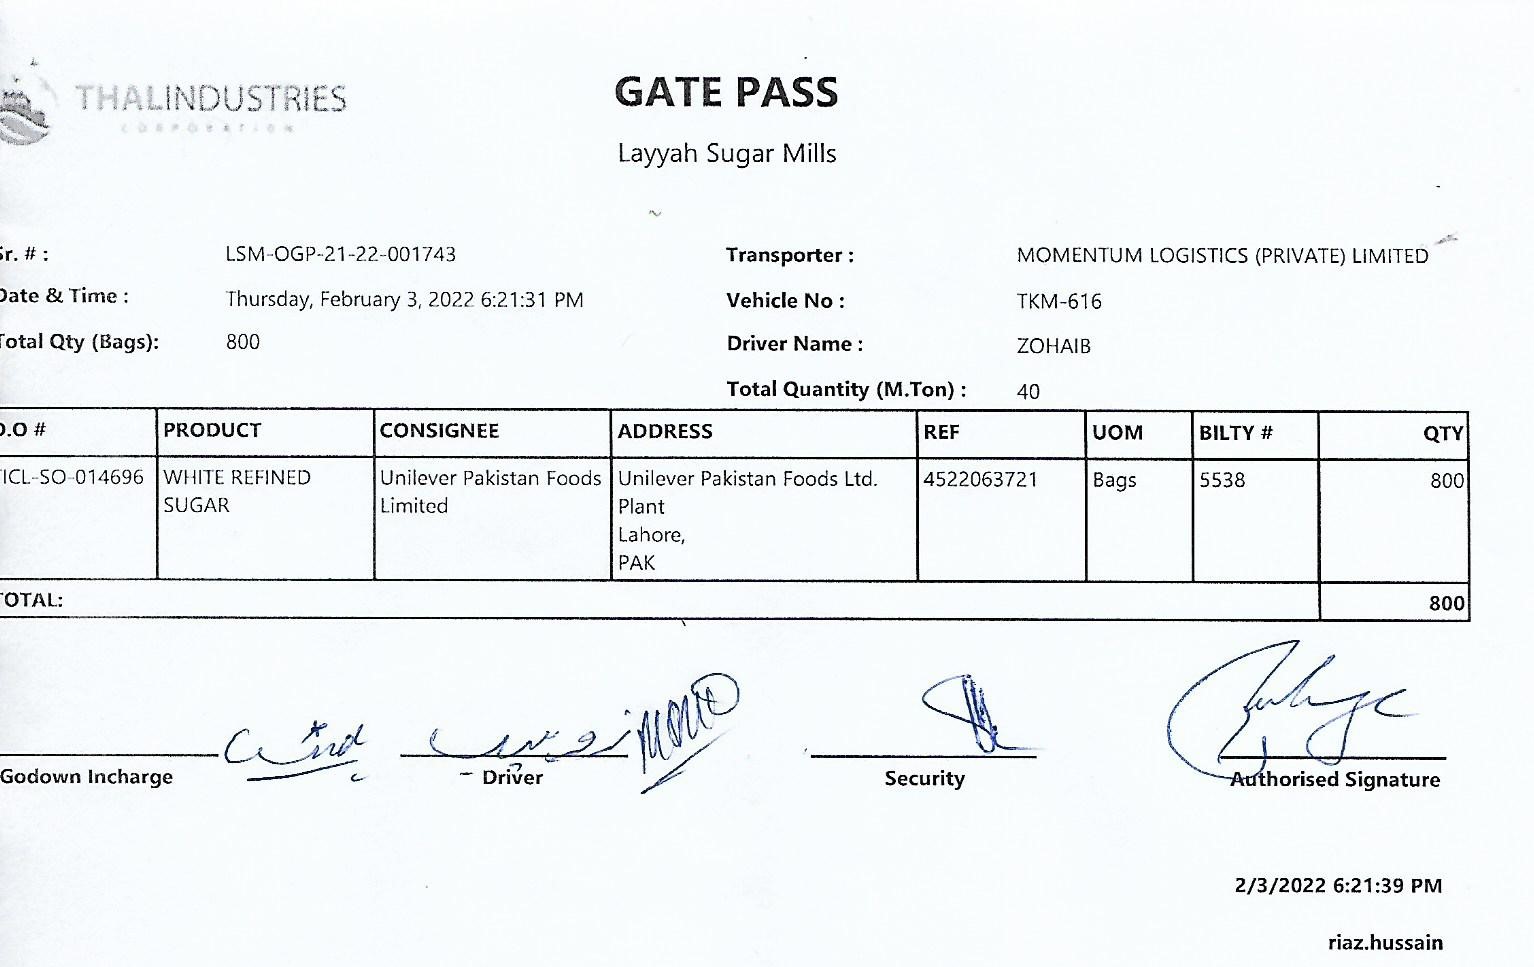 THALINDUSTRIES
CORPORATION
GATE PASS
Layyah Sugar Mills
Sr. # : LSM-OGP-21-22-001743 Transporter : MOMENTUM LOGISTICS (PRIVATE) LIMITED
Date & Time : Thursday, February 3, 2022 6:21:31 PM Vehicle No : TKM-616
Total Qty (Bags): 800 Driver Name : ZOHAIB
Total Quantity (M.Ton) : 40
D.O # PRODUCT CONSIGNEE ADDRESS REF UOM BILTY # QTY
TICL-SO-014696 WHITE REFINED Unilever Pakistan Foods Unilever Pakistan Foods Ltd. 4522063721 Bags 5538 800
SUGAR Limited Plant
Lahore,
PAK
TOTAL: 800
Godown Incharge Driver Security Authorised Signature
2/3/2022 6:21:39 PM
riaz.hussain